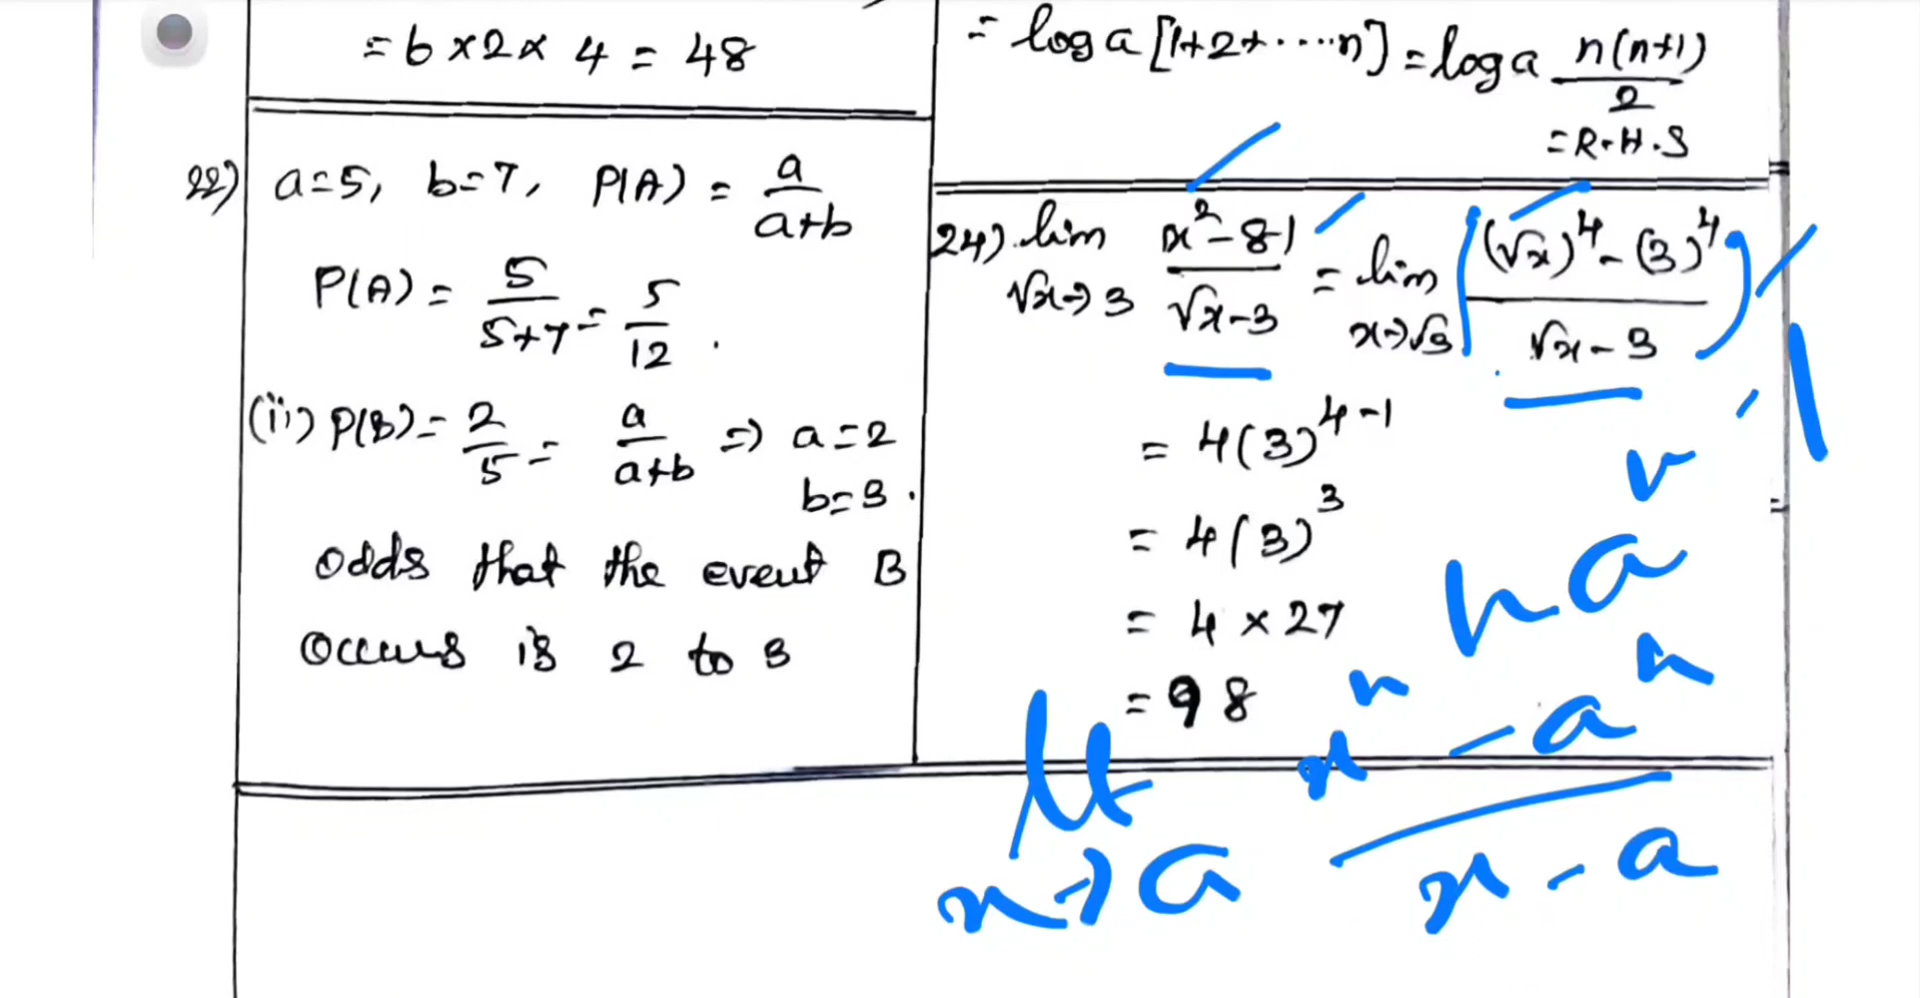 = 6 × 2 × 4 = 48
22) a=5, b=7, P(A) = a/(a+b)
P(A) = 5/(5+7) = 5/12 .
(ii) P(B) = 2/5 = a/(a+b) ⇒ a=2
b=3 .
odds that the event B
occurs is 2 to 3
= log a [1+2+.....n] = log a n(n+1)/2
= R.H.S
24) lim √x→3 (x²-81)/(√x-3) = lim x→√3 ((√x)⁴-(3)⁴)/(√x-3)
= 4(3)⁴⁻¹
= 4(3)³
= 4 × 27
= 98
n a
lt x→a (xⁿ - aⁿ)/(x - a)